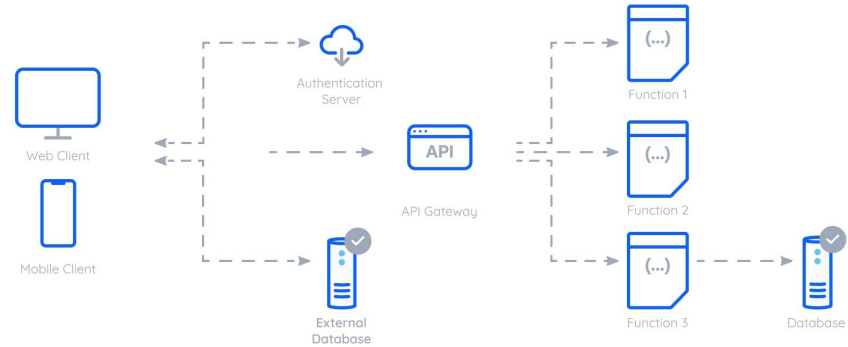 Authentication
Server
Web Client
Mobile Client
External
Database
API
API Gateway
(...)
Function 1
(...)
Function 2
(...)
Function 3
Database